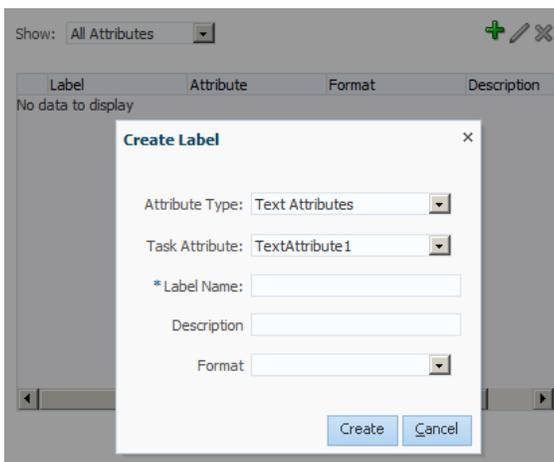 Show: All Attributes
Label Attribute Format Description
No data to display
Create Label ×
Attribute Type: Text Attributes
Task Attribute: TextAttribute1
* Label Name:
Description
Format
Create Cancel